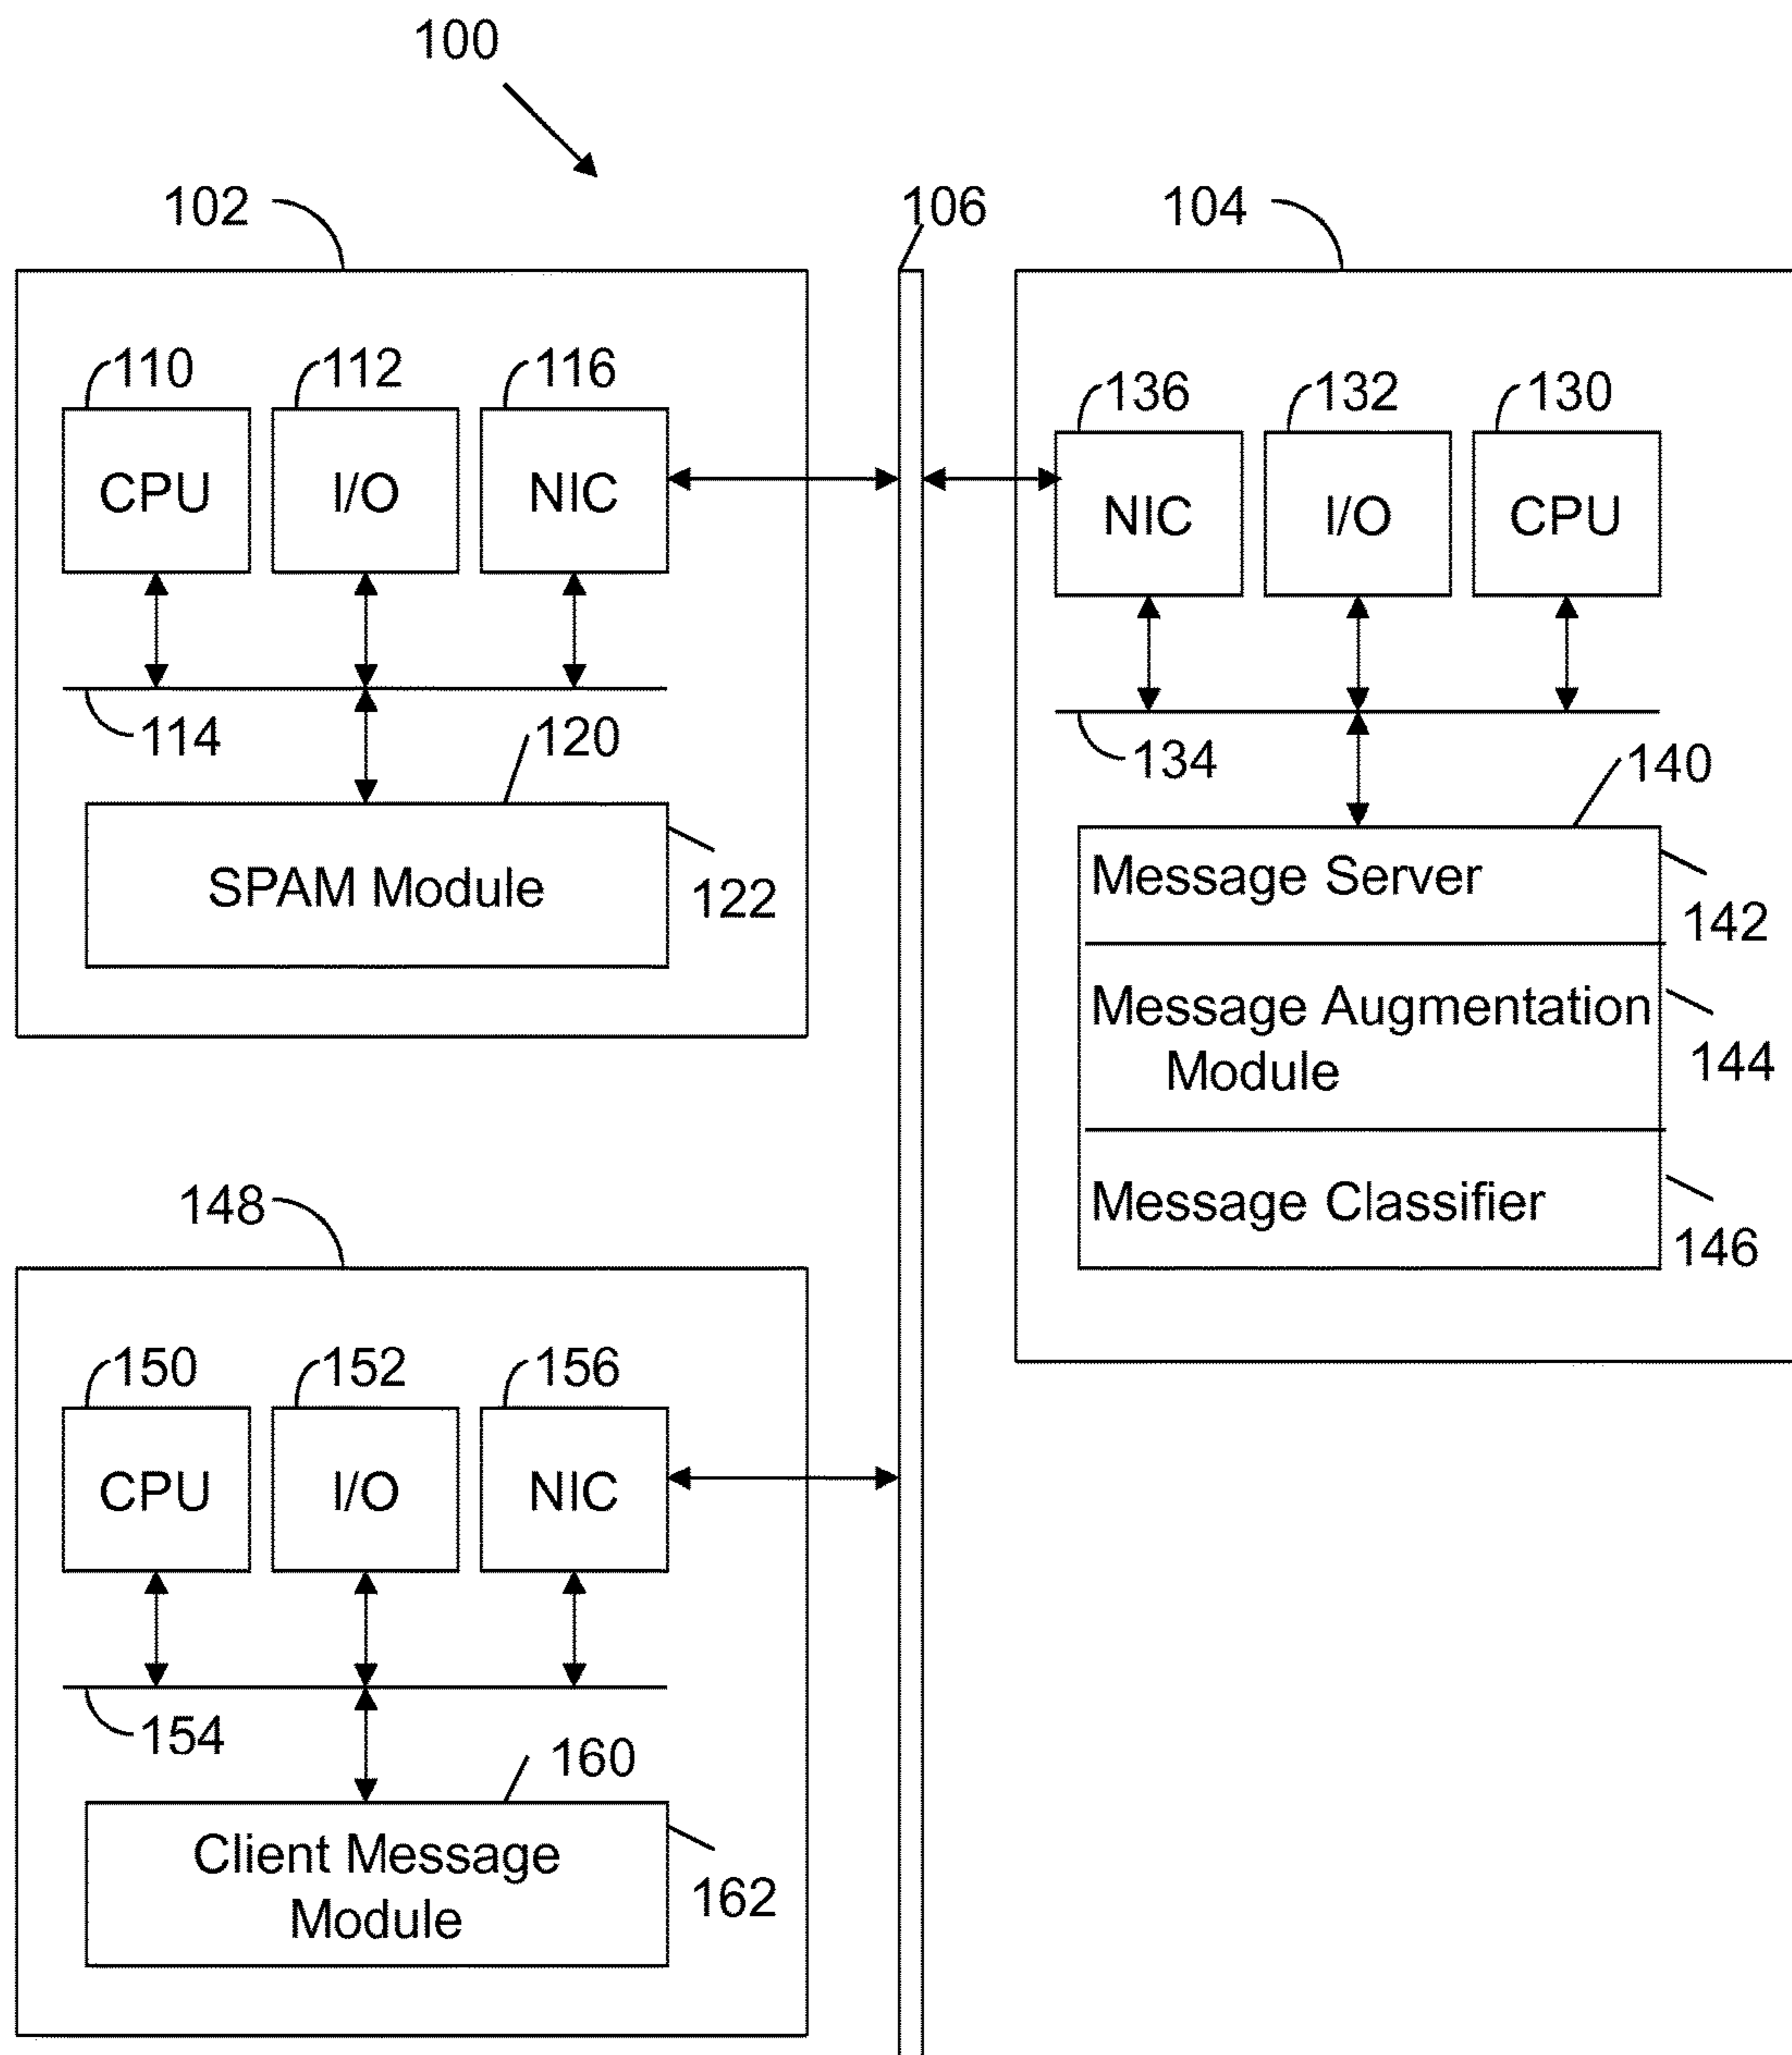 100
102
106
104
110
112
116
136
132
130
CPU
I/O
NIC
NIC
I/O
CPU
114
120
134
140
SPAM Module
122
Message Server
142
Message Augmentation
Module
144
Message Classifier
146
148
150
152
156
CPU
I/O
NIC
154
160
Client Message
Module
162